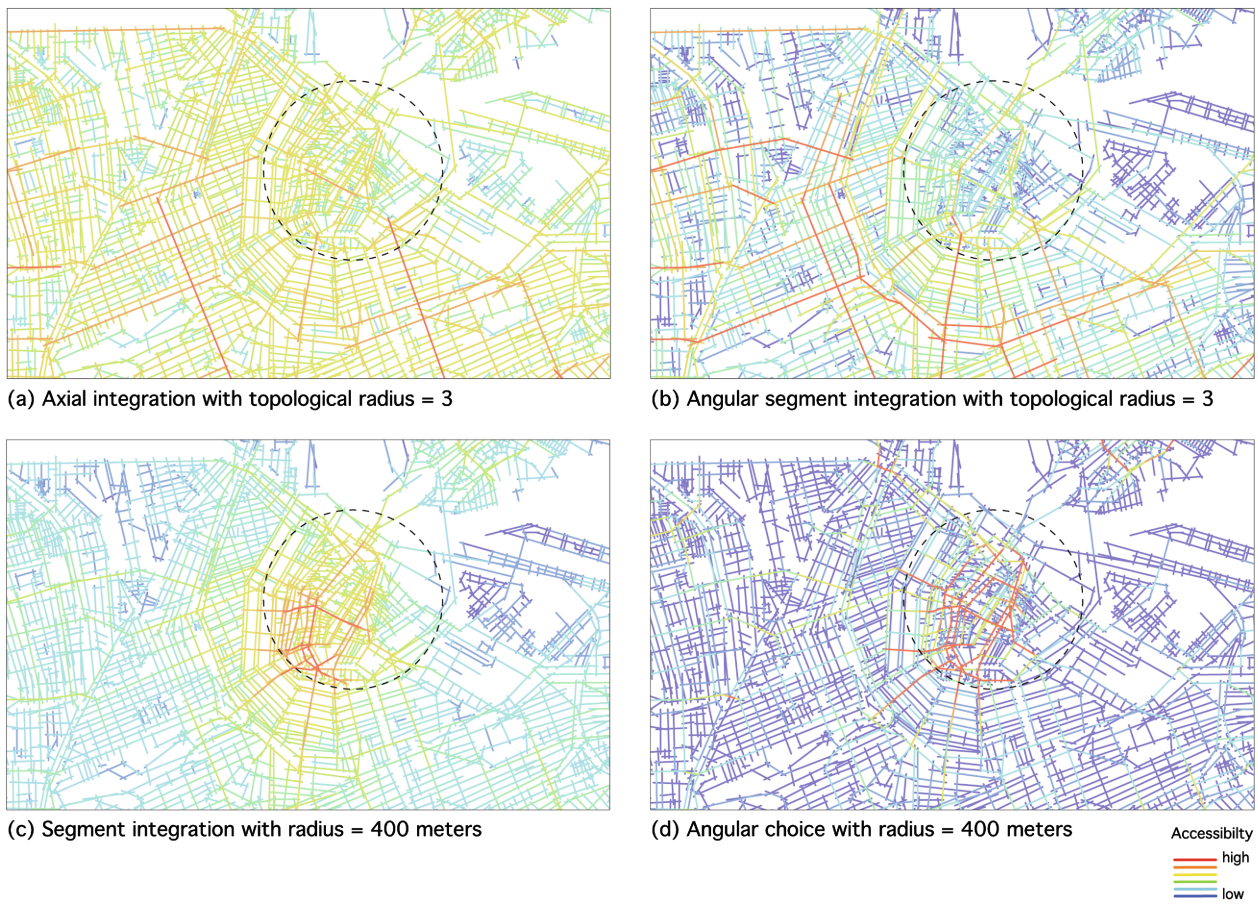 (a) Axial integration with topological radius = 3
(b) Angular segment integration with topological radius = 3
(c) Segment integration with radius = 400 meters
(d) Angular choice with radius = 400 meters
Accessibilty
high
low